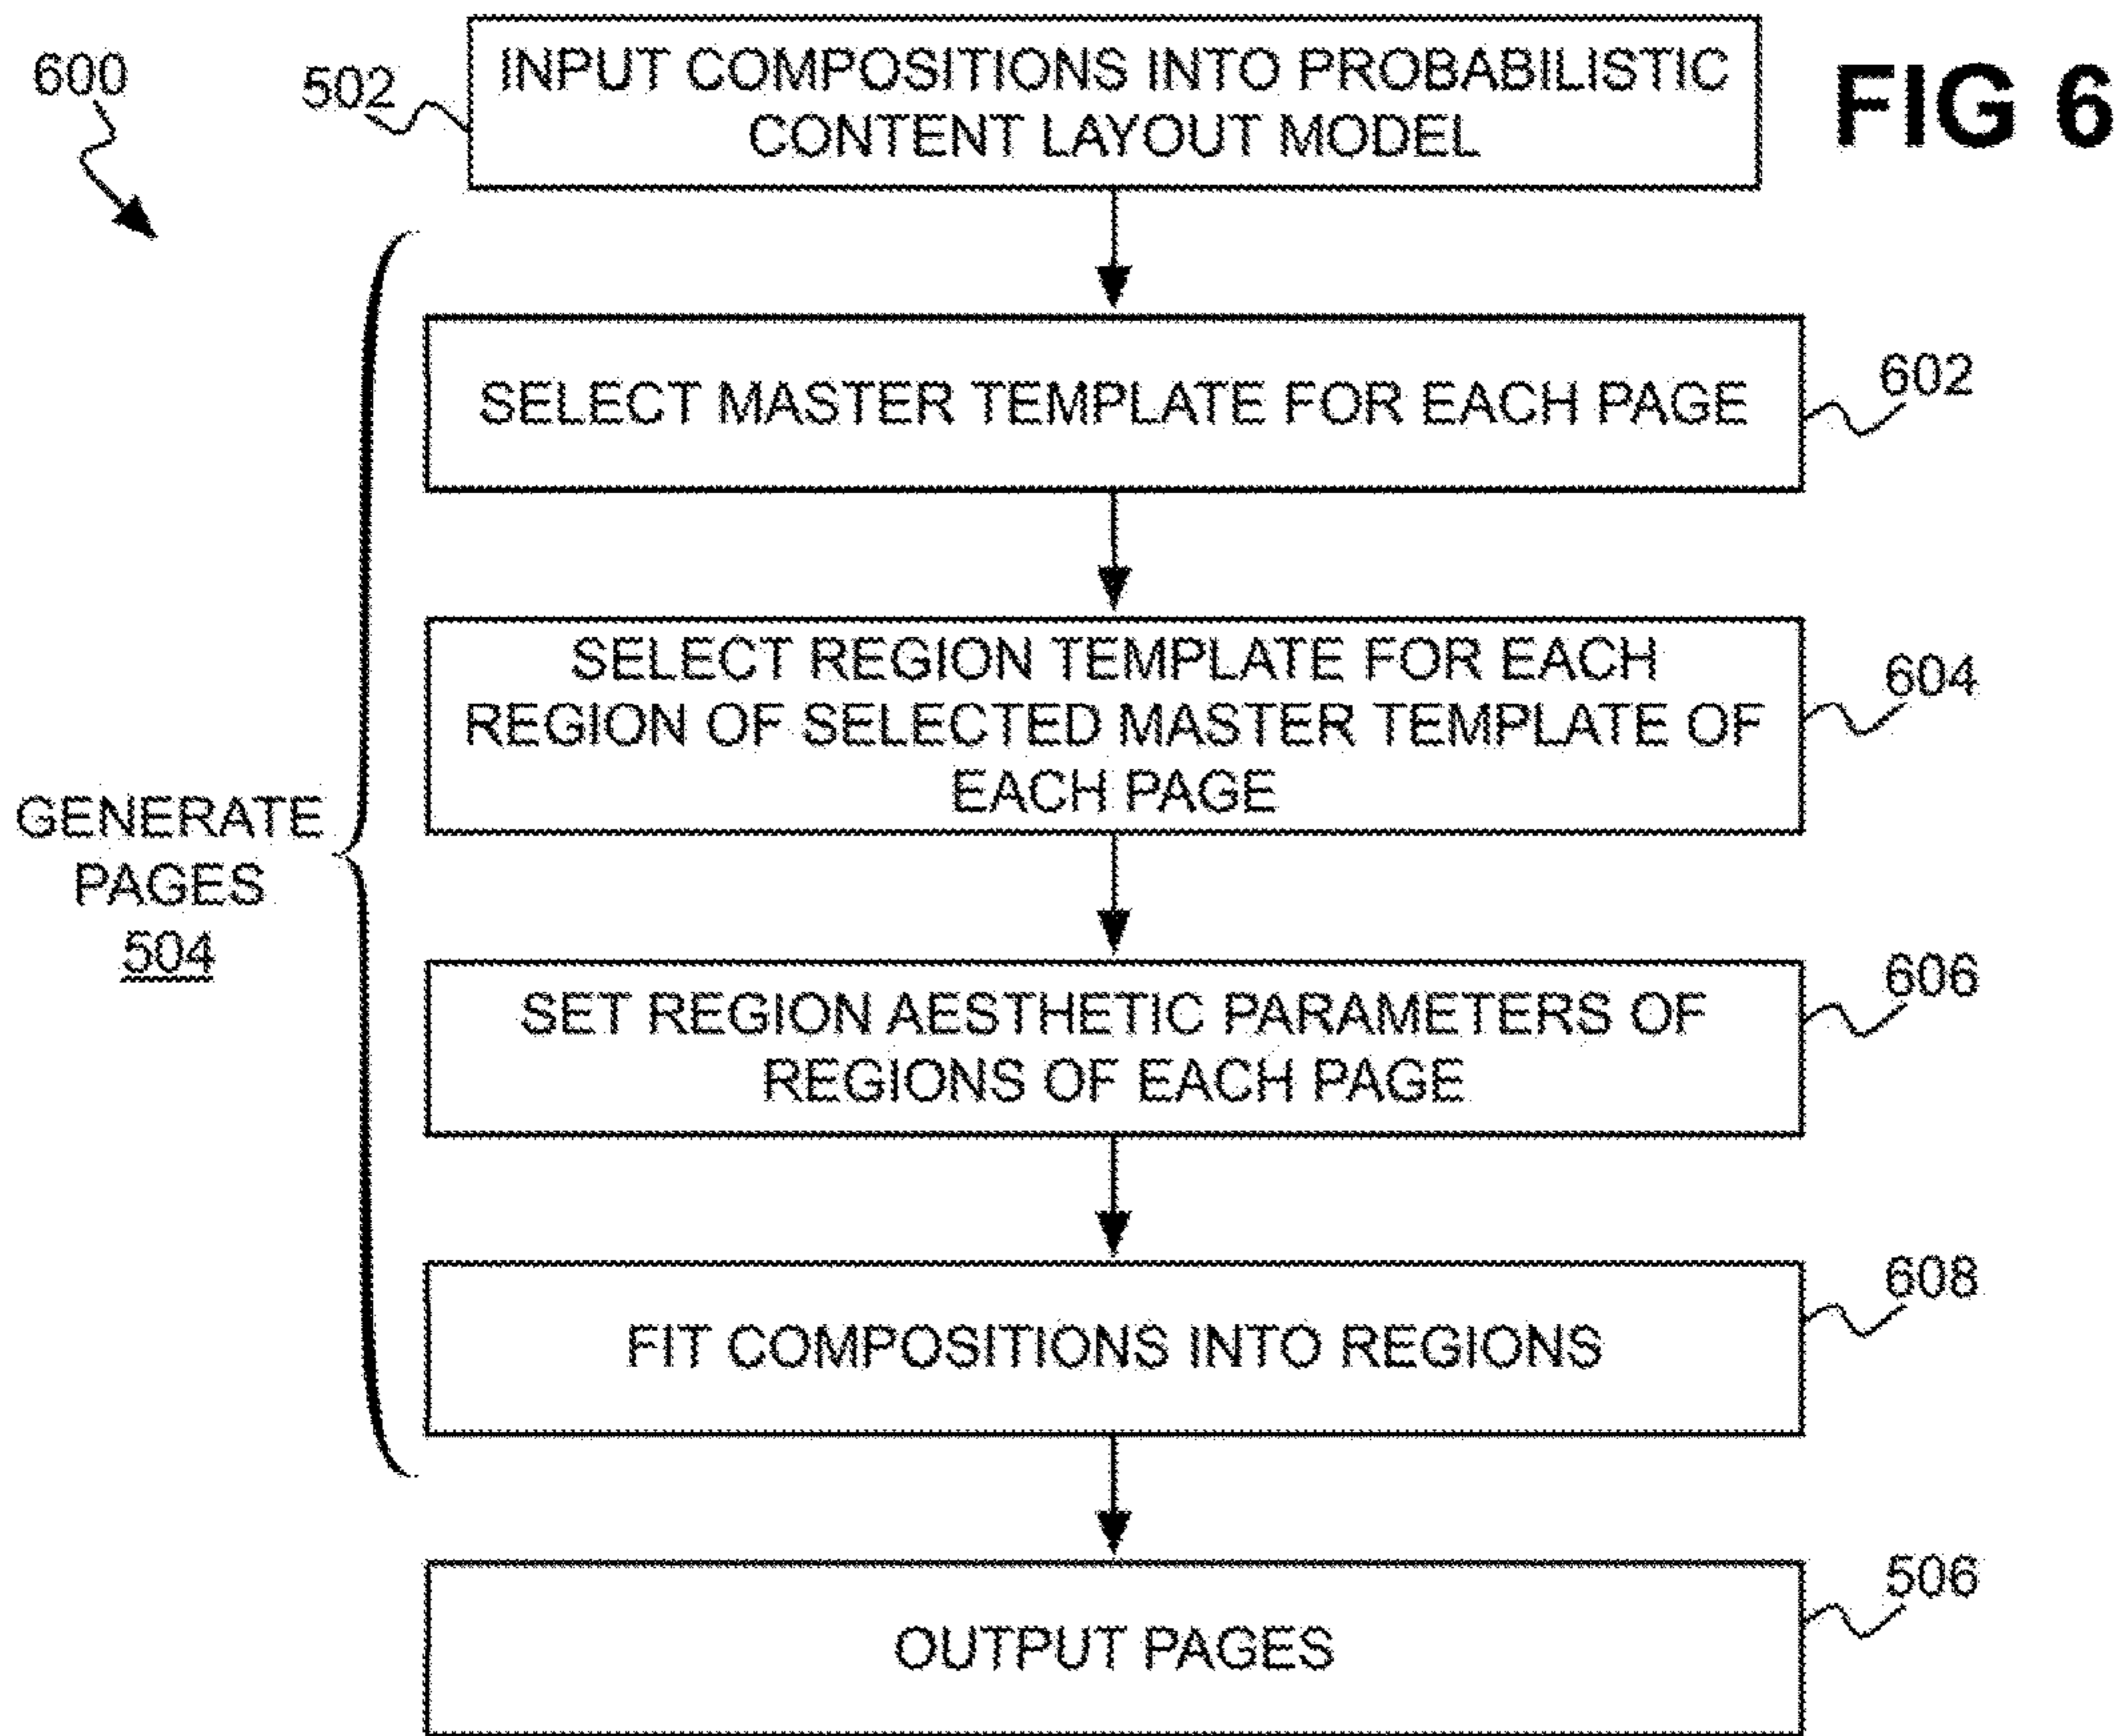 600
502
INPUT COMPOSITIONS INTO PROBABILISTIC
CONTENT LAYOUT MODEL
FIG 6
SELECT MASTER TEMPLATE FOR EACH PAGE
602
SELECT REGION TEMPLATE FOR EACH
REGION OF SELECTED MASTER TEMPLATE OF
EACH PAGE
604
GENERATE
PAGES
504
SET REGION AESTHETIC PARAMETERS OF
REGIONS OF EACH PAGE
606
FIT COMPOSITIONS INTO REGIONS
608
OUTPUT PAGES
506